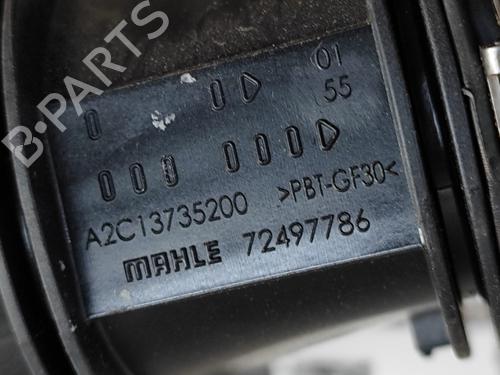 B-PARTS
01
55
A2C13735200 >PBT-GF30<
MAHLE 72497786